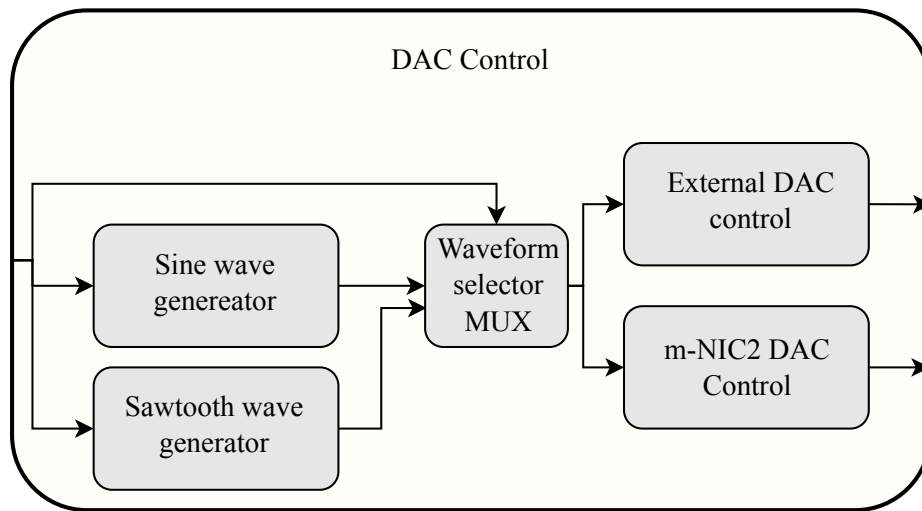 DAC Control
Sine wave
genereator
Sawtooth wave
generator
Waveform
selector
MUX
External DAC
control
m-NIC2 DAC
Control